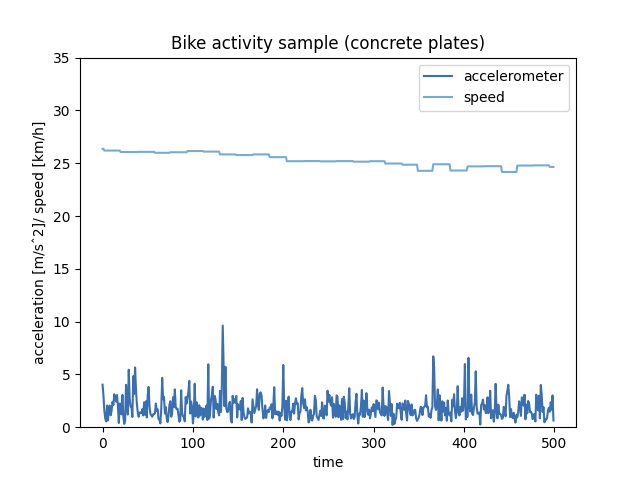 Bike activity sample (concrete plates)
accelerometer
speed
acceleration [m/sˆ2]/ speed [km/h]
35
30
25
20
15
10
5
0
0
100
200
300
400
500
time